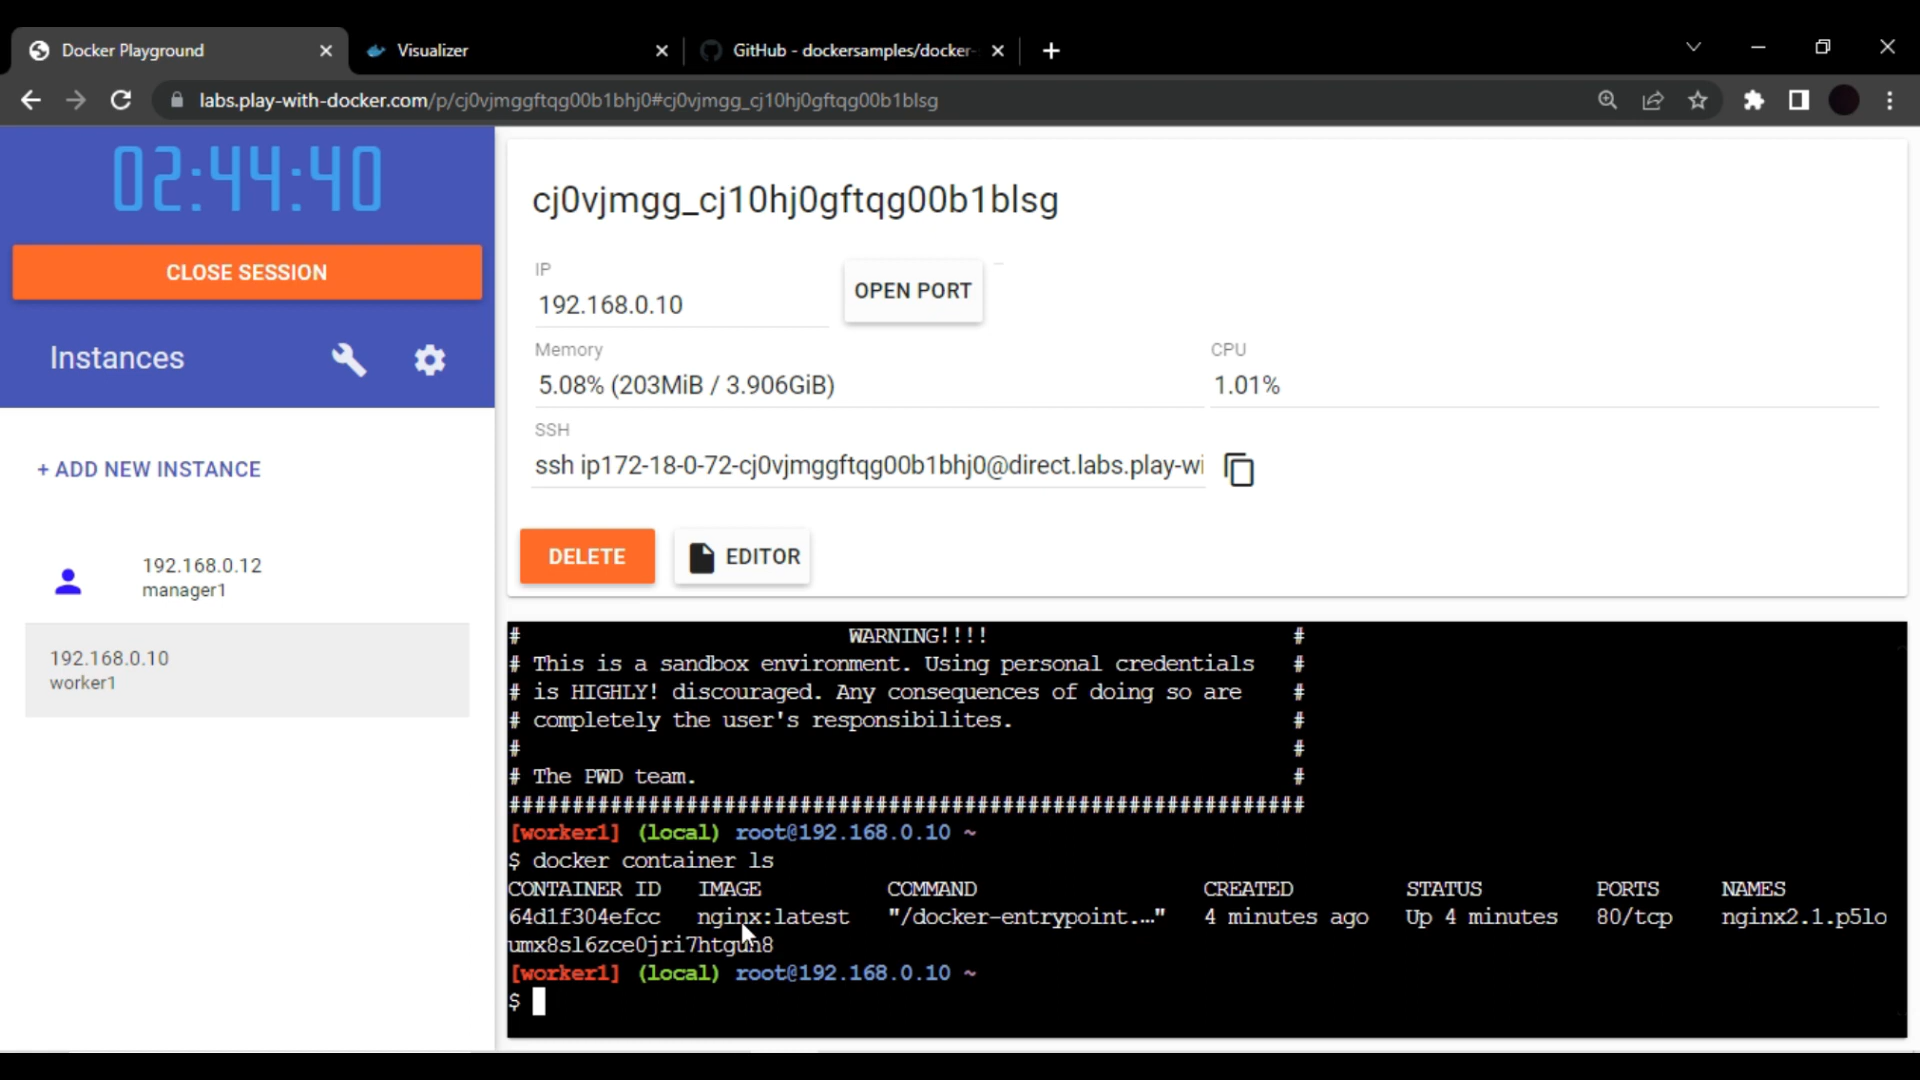 Docker Playground
Visualizer
GitHub - dockersamples/docker-
labs.play-with-docker.com/p/cj0vjmggftqg00b1bhj0#cj0vjmgg_cj10hj0gftqg00b1blsg
02:44:40
CLOSE SESSION
Instances
+ ADD NEW INSTANCE
192.168.0.12
manager1
192.168.0.10
worker1
cj0vjmgg_cj10hj0gftqg00b1blsg
IP
192.168.0.10
OPEN PORT
Memory
5.08% (203MiB / 3.906GiB)
CPU
1.01%
SSH
ssh ip172-18-0-72-cj0vjmggftqg00b1bhj0@direct.labs.play-wi
DELETE
EDITOR
# WARNING!!!! #
# This is a sandbox environment. Using personal credentials #
# is HIGHLY! discouraged. Any consequences of doing so are #
# completely the user's responsibilites. #
# #
# The PWD team. #
###############################################################
[worker1] (local) root@192.168.0.10 ~
$ docker container ls
CONTAINER ID IMAGE COMMAND CREATED STATUS PORTS NAMES
64d1f304efcc nginx:latest "/docker-entrypoint.…" 4 minutes ago Up 4 minutes 80/tcp nginx2.1.p5lo
umx8sl6zce0jri7htgun8
[worker1] (local) root@192.168.0.10 ~
$